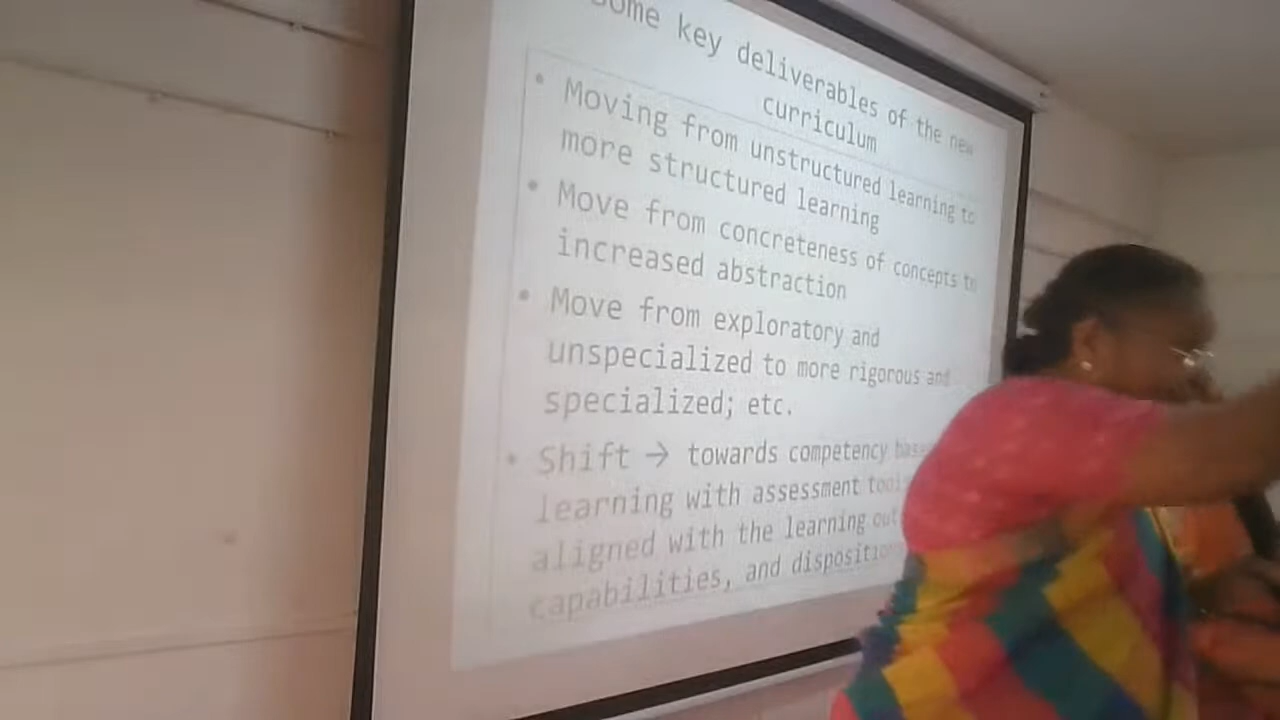 Some key deliverables of the new
curriculum
• Moving from unstructured learning to
more structured learning
• Move from concreteness of concepts to
increased abstraction
• Move from exploratory and
unspecialized to more rigorous and
specialized; etc.
• Shift → towards competency
learning with assessment
aligned with the learning
capabilities, and